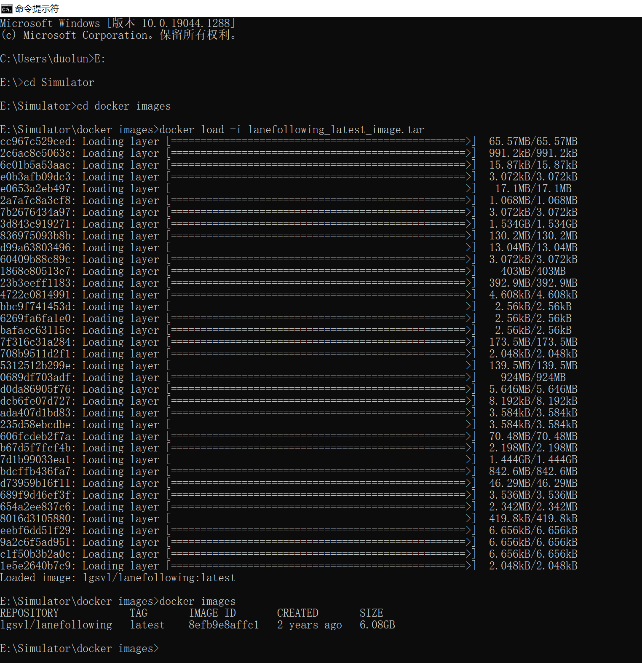 命令提示符
Microsoft Windows [版本 10.0.19044.1288]
(c) Microsoft Corporation。保留所有权利。
C:\Users\duolun>E:
E:\>cd Simulator
E:\Simulator>cd docker images
E:\Simulator\docker images>docker load -i lanefollowing_latest_image.tar
cc967c529ced: Loading layer [==================================================>] 65.57MB/65.57MB
2c6ac8e5063e: Loading layer [==================================================>] 991.2kB/991.2kB
6c01b5a53aac: Loading layer [==================================================>] 15.87kB/15.87kB
e0b3afb09dc3: Loading layer [==================================================>] 3.072kB/3.072kB
e0653a2eb497: Loading layer [ >] 17.1MB/17.1MB
2a7a7c8a3cf8: Loading layer [==================================================>] 1.068MB/1.068MB
7b2676434a97: Loading layer [==================================================>] 3.072kB/3.072kB
3d843c919271: Loading layer [==================================================>] 1.534GB/1.534GB
836975093b8b: Loading layer [==================================================>] 130.2MB/130.2MB
d99a63803496: Loading layer [ >] 13.04MB/13.04MB
60409b88c89c: Loading layer [==================================================>] 3.072kB/3.072kB
1868e80513c7: Loading layer [==================================================>] 403MB/403MB
23b3eeff1183: Loading layer [==================================================>] 392.9MB/392.9MB
4722c0814991: Loading layer [==================================================>] 4.608kB/4.608kB
bbc9f741453d: Loading layer [ >] 2.56kB/2.56kB
6269fa6fa1e0: Loading layer [==================================================>] 2.56kB/2.56kB
bafacc63115c: Loading layer [==================================================>] 2.56kB/2.56kB
7f316c31a284: Loading layer [==================================================>] 173.5MB/173.5MB
708b9511d2f1: Loading layer [==================================================>] 2.048kB/2.048kB
5312512b299e: Loading layer [ >] 139.5MB/139.5MB
0689df703adf: Loading layer [==================================================>] 924MB/924MB
d0da86905f76: Loading layer [==================================================>] 5.646MB/5.646MB
dcb6fc07d727: Loading layer [==================================================>] 8.192kB/8.192kB
ada407d1bd83: Loading layer [==================================================>] 3.584kB/3.584kB
235d58ebcdbe: Loading layer [ >] 3.584kB/3.584kB
606fcdeb2f7a: Loading layer [==================================================>] 70.48MB/70.48MB
b67d5f7fcf4b: Loading layer [==================================================>] 2.198MB/2.198MB
7d1b99033ea1: Loading layer [==================================================>] 1.444GB/1.444GB
bdcffb436fa7: Loading layer [==================================================>] 842.6MB/842.6MB
d73959b16f11: Loading layer [==================================================>] 46.29MB/46.29MB
689f9d46ef3f: Loading layer [==================================================>] 3.536MB/3.536MB
654a2ee837c6: Loading layer [==================================================>] 2.342MB/2.342MB
8016d3105880: Loading layer [ >] 419.8kB/419.8kB
eebf6dd51f29: Loading layer [==================================================>] 6.656kB/6.656kB
9a2c6f5ad951: Loading layer [==================================================>] 6.656kB/6.656kB
c1f50b3b2a0c: Loading layer [==================================================>] 6.656kB/6.656kB
1e5e2640b7c9: Loading layer [==================================================>] 2.048kB/2.048kB
Loaded image: lgsvl/lanefollowing:latest
E:\Simulator\docker images>docker images
REPOSITORY TAG IMAGE ID CREATED SIZE
lgsvl/lanefollowing latest 8efb9e8affc1 2 years ago 6.08GB
E:\Simulator\docker images>